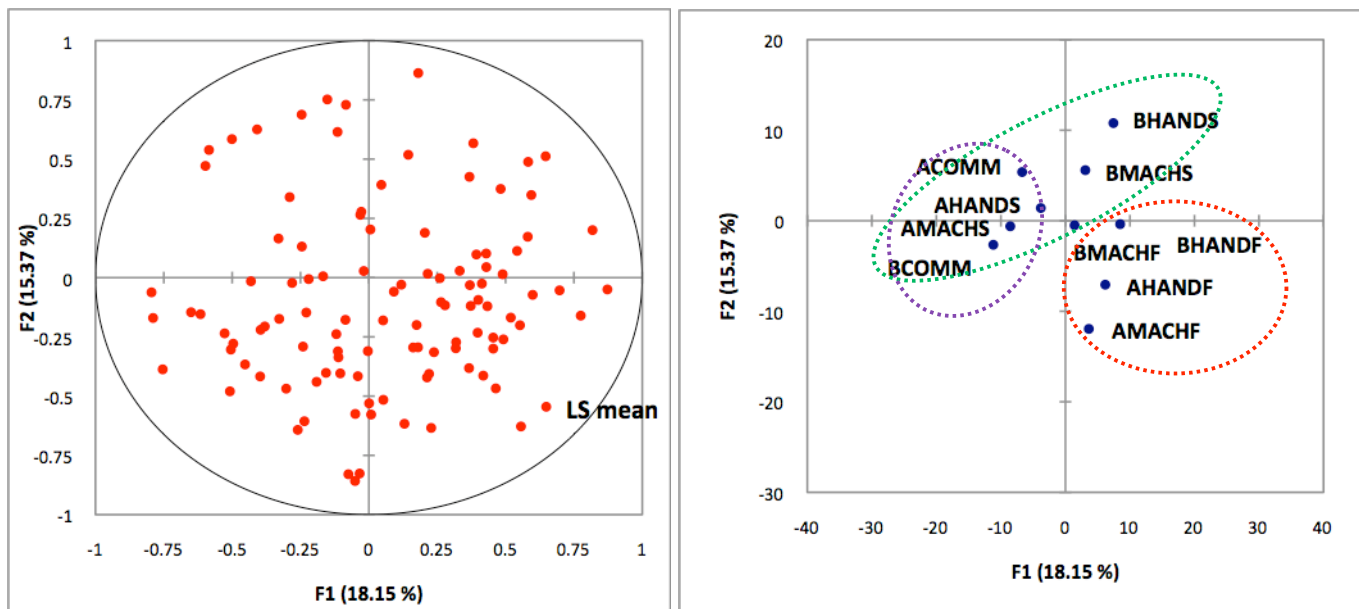 1
0.75
0.5
0.25
0
-0.25
-0.5
-0.75
-1
-1
-0.75
-0.5
-0.25
0
0.25
0.5
0.75
1
F2 (15.37 %)
F1 (18.15 %)
LS mean
20
10
0
-10
-20
-30
-40
-30
-20
-10
0
10
20
30
40
F2 (15.37 %)
F1 (18.15 %)
BHANDS
ACOMM
BMACHS
AHANDS
AMACHS
BMACHF
BHANDF
BCOMM
AHANDF
AMACHF